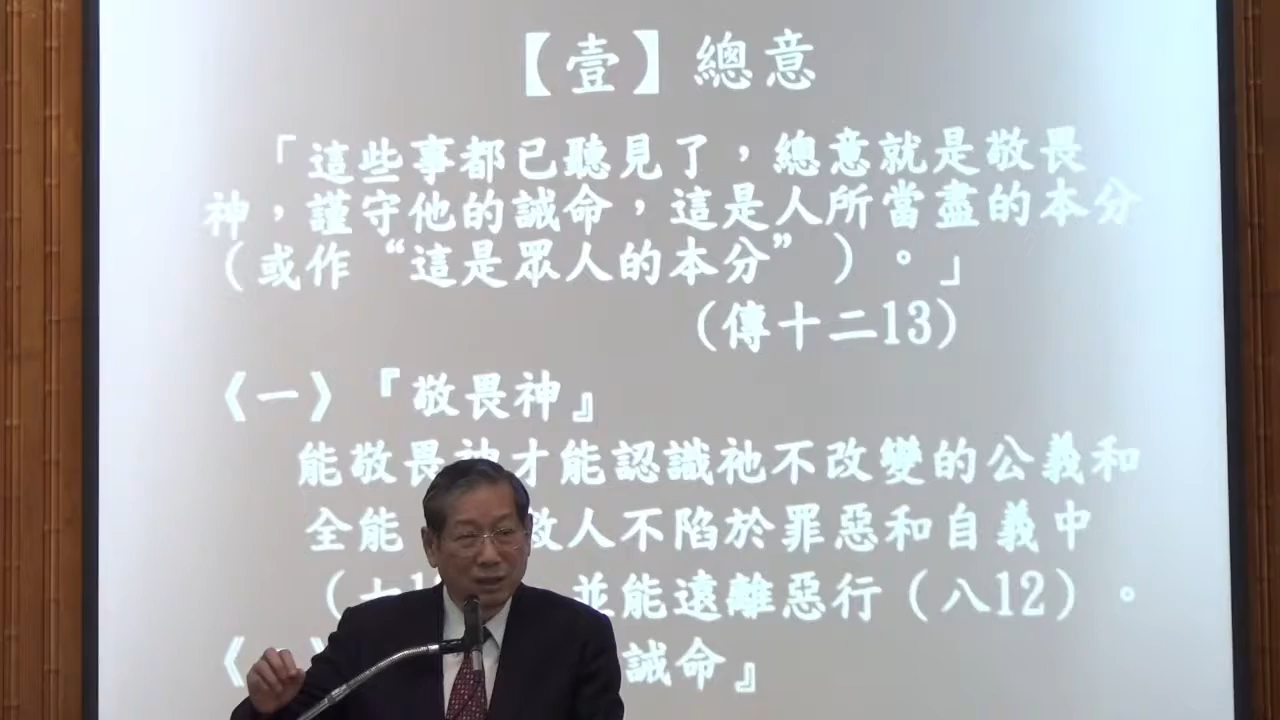 【壹】總意
「這些事都已聽見了，總意就是敬畏
神，謹守他的誡命，這是人所當盡的本分
（或作“這是眾人的本分”）。」
（傳十二13）
《一》『敬畏神』
能敬畏神才能認識祂不改變的公義和
全能 人不陷於罪惡和自義中
並能遠離惡行（八12）。
誡命』